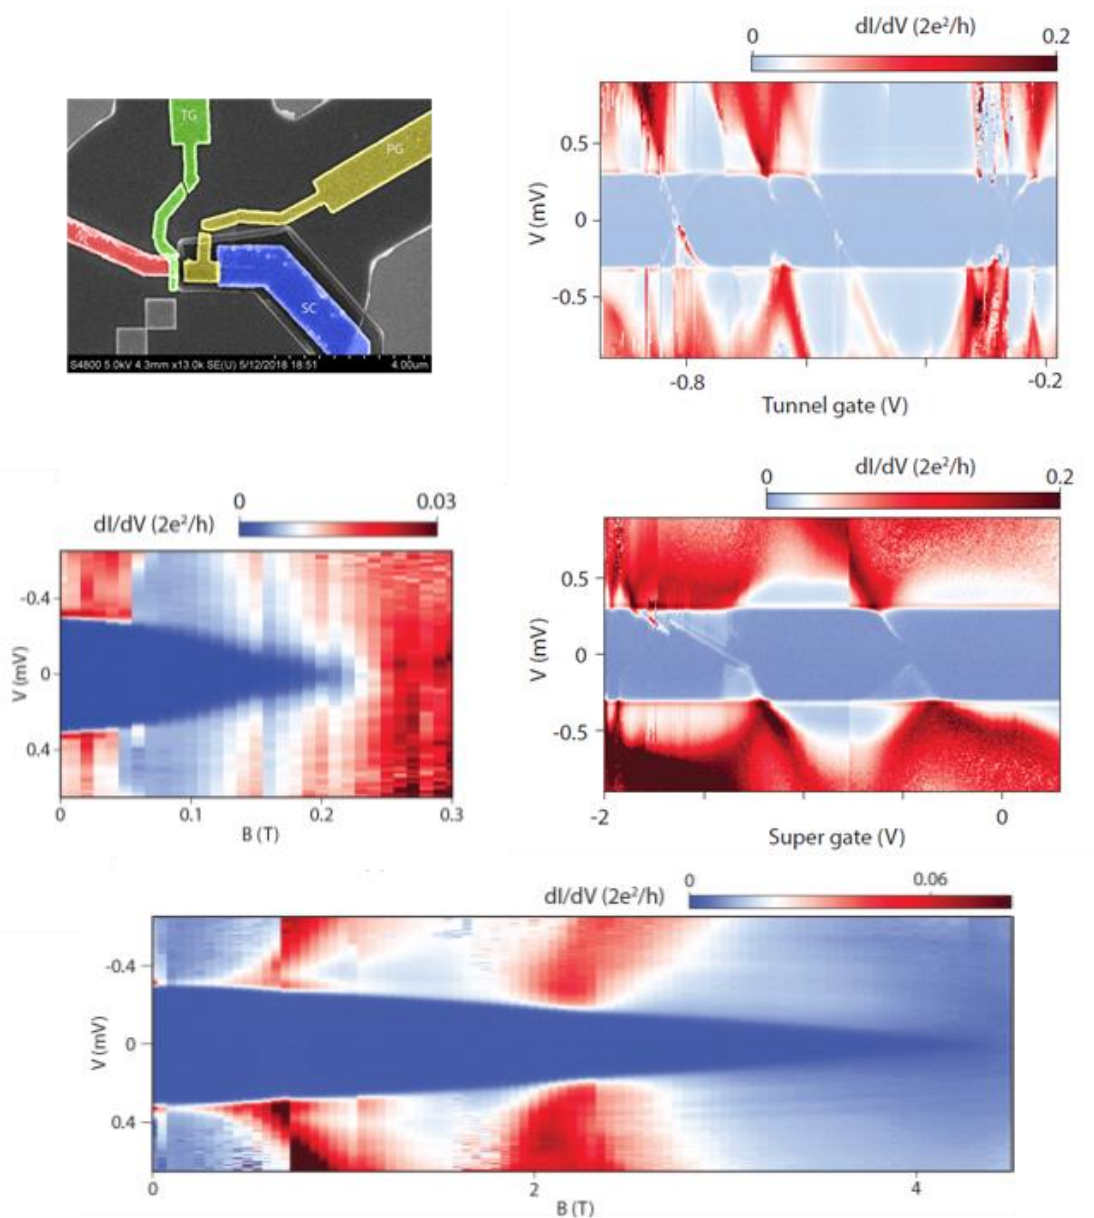 dI/dV (2e²/h)
0
0.2
TG
PG
SC
S4800 5.0kV 4.3mm x13.0k SE(U) 5/12/2018 18:51
4.00um
V (mV)
0.5
0
-0.5
-0.8
-0.2
Tunnel gate (V)
dI/dV (2e²/h)
0
0.03
V (mV)
-0.4
0
0.4
0
0.1
0.2
0.3
B (T)
dI/dV (2e²/h)
0
0.2
V (mV)
0.5
0
-0.5
-2
0
Super gate (V)
dI/dV (2e²/h)
0
0.06
V (mV)
-0.4
0
0.4
0
2
4
B (T)